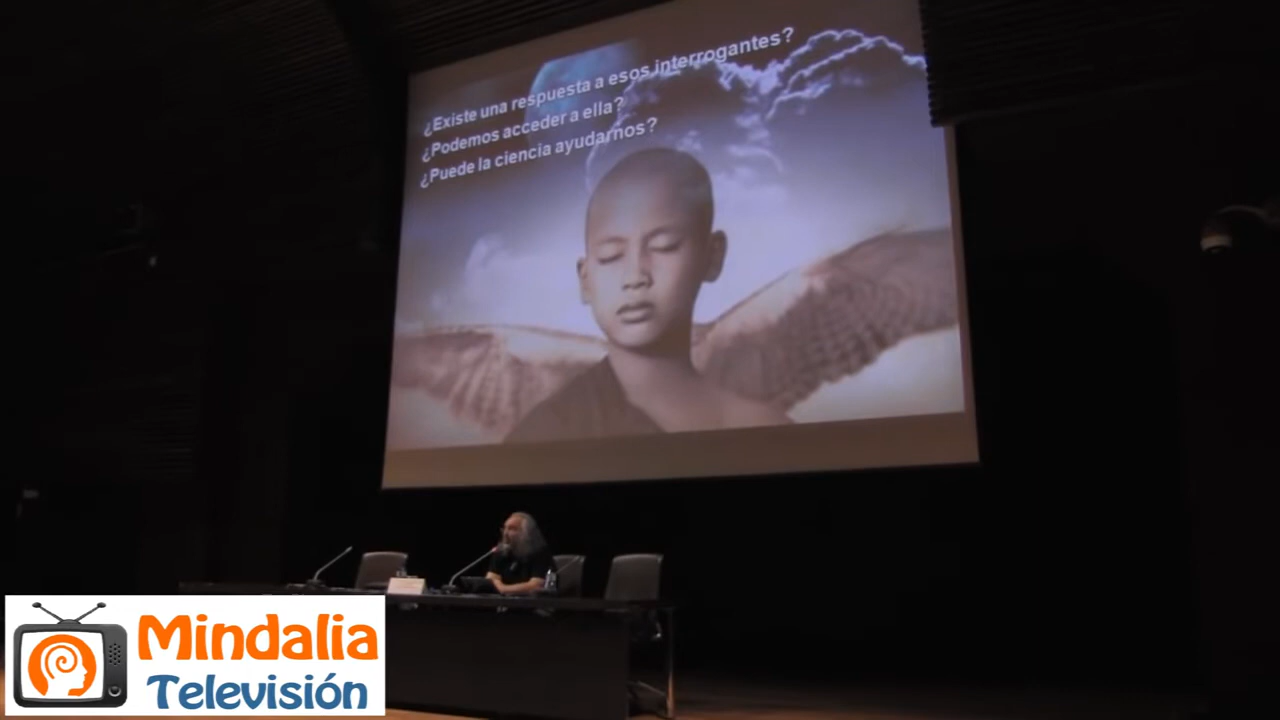 ¿Existe una respuesta a esos interrogantes?
¿Podemos acceder a ella?
¿Puede la ciencia ayudarnos?
Mindalia
Televisión